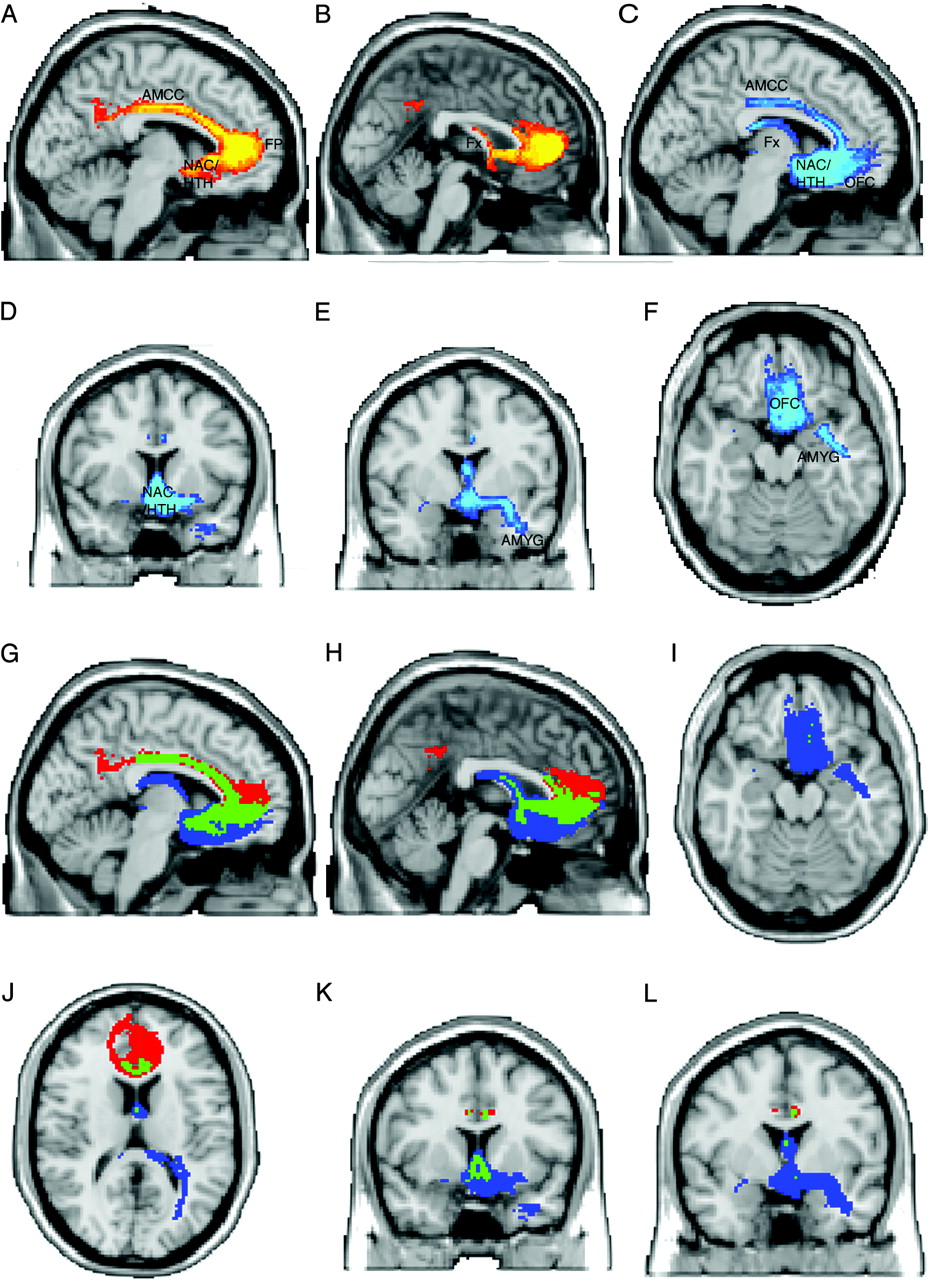 A
B
C
AMCC
FP
NAC/
HTH
Fx
AMCC
Fx
NAC/
HTH
OFC
D
E
F
NAC
/HTH
AMYG
OFC
AMYG
G
H
I
J
K
L